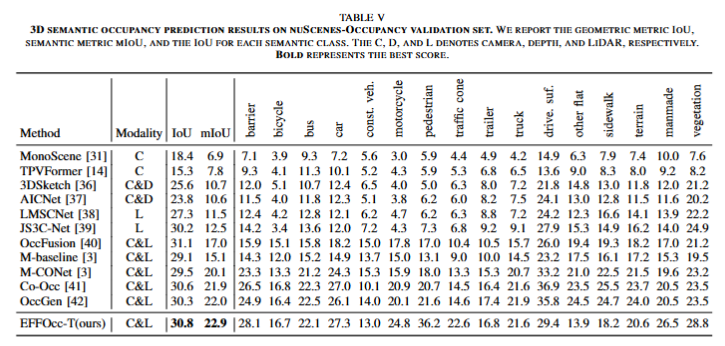 TABLE V
3D SEMANTIC OCCUPANCY PREDICTION RESULTS ON NUSCENES-OCCUPANCY VALIDATION SET. WE REPORT THE GEOMETRIC METRIC IOU,
SEMANTIC METRIC MIOU, AND THE IOU FOR EACH SEMANTIC CLASS. THE C, D, AND L DENOTES CAMERA, DEPTH, AND LIDAR, RESPECTIVELY.
BOLD REPRESENTS THE BEST SCORE.
Method Modality IoU mIoU barrier bicycle bus car const. veh. motorcycle pedestrian traffic cone trailer truck drive. suf. other flat sidewalk terrain manmade vegetation
MonoScene [31] C 18.4 6.9 7.1 3.9 9.3 7.2 5.6 3.0 5.9 4.4 4.9 4.2 14.9 6.3 7.9 7.4 10.0 7.6
TPVFormer [14] C 15.3 7.8 9.3 4.1 11.3 10.1 5.2 4.3 5.9 5.3 6.8 6.5 13.6 9.0 8.3 8.0 9.2 8.2
3DSketch [36] C&D 25.6 10.7 12.0 5.1 10.7 12.4 6.5 4.0 5.0 6.3 8.0 7.2 21.8 14.8 13.0 11.8 12.0 21.2
AICNet [37] C&D 23.8 10.6 11.5 4.0 11.8 12.3 5.1 3.8 6.2 6.0 8.2 7.5 24.1 13.0 12.8 11.5 11.6 20.2
LMSCNet [38] L 27.3 11.5 12.4 4.2 12.8 12.1 6.2 4.7 6.2 6.3 8.8 7.2 24.2 12.3 16.6 14.1 13.9 22.2
JS3C-Net [39] L 30.2 12.5 14.2 3.4 13.6 12.0 7.2 4.3 7.3 6.8 9.2 9.1 27.9 15.3 14.9 16.2 14.0 24.9
OccFusion [40] C&L 31.1 17.0 15.9 15.1 15.8 18.2 15.0 17.8 17.0 10.4 10.5 15.7 26.0 19.4 19.3 18.2 17.0 21.2
M-baseline [3] C&L 29.1 15.1 14.3 12.0 15.2 14.9 13.7 15.0 13.1 9.0 10.0 14.5 23.2 17.5 16.1 17.2 15.3 19.5
M-CONet [3] C&L 29.5 20.1 23.3 13.3 21.2 24.3 15.3 15.9 18.0 13.3 15.3 20.7 33.2 21.0 22.5 21.5 19.6 23.2
Co-Occ [41] C&L 30.6 21.9 26.5 16.8 22.3 27.0 10.1 20.9 20.7 14.5 16.4 21.6 36.9 23.5 25.5 23.7 20.5 23.5
OccGen [42] C&L 30.3 22.0 24.9 16.4 22.5 26.1 14.0 20.1 21.6 14.6 17.4 21.9 35.8 24.5 24.7 24.0 20.5 23.5
EFFOcc-T(ours) C&L 30.8 22.9 28.1 16.7 22.1 27.3 13.0 24.8 36.2 22.6 16.8 21.6 29.4 13.9 18.2 20.6 26.5 28.8